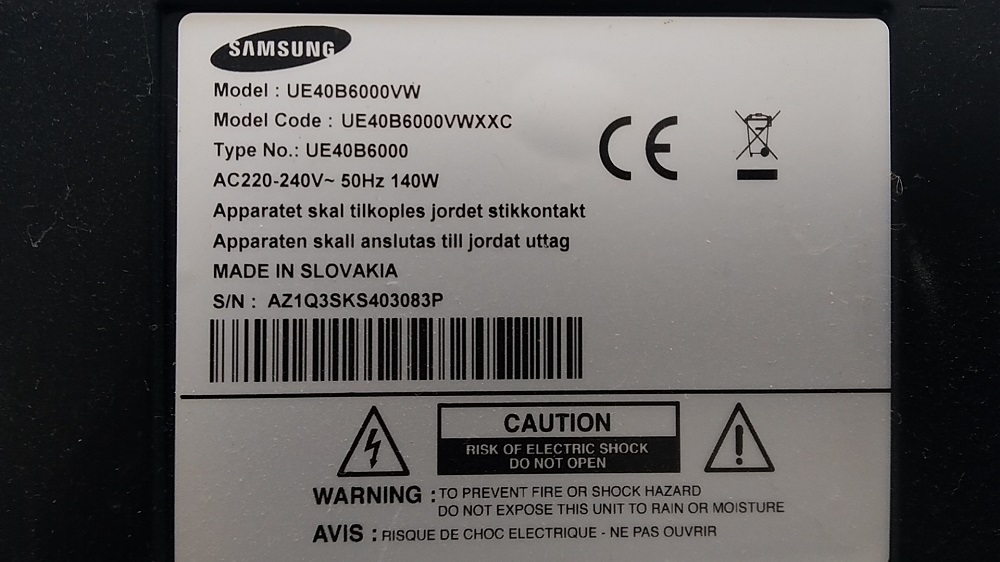 SAMSUNG
Model : UE40B6000VW
Model Code : UE40B6000VWXXC
Type No.: UE40B6000
AC220-240V~ 50Hz 140W
Apparatet skal tilkoples jordet stikkontakt
Apparaten skall anslutas till jordat uttag
MADE IN SLOVAKIA
S/N : AZ1Q3SKS403083P
CE
CAUTION
RISK OF ELECTRIC SHOCK
DO NOT OPEN
WARNING : TO PREVENT FIRE OR SHOCK HAZARD
DO NOT EXPOSE THIS UNIT TO RAIN OR MOISTURE
AVIS : RISQUE DE CHOC ELECTRIQUE - NE PAS OUVRIR